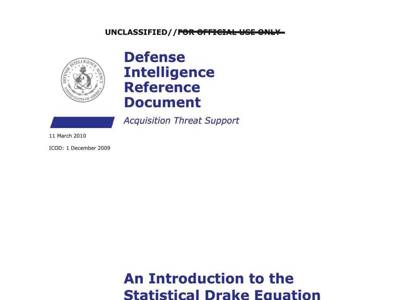 UNCLASSIFIED//FOR OFFICIAL USE ONLY
Defense
Intelligence
Reference
Document
Acquisition Threat Support
11 March 2010
ICOD: 1 December 2009
An Introduction to the
Statistical Drake Equation